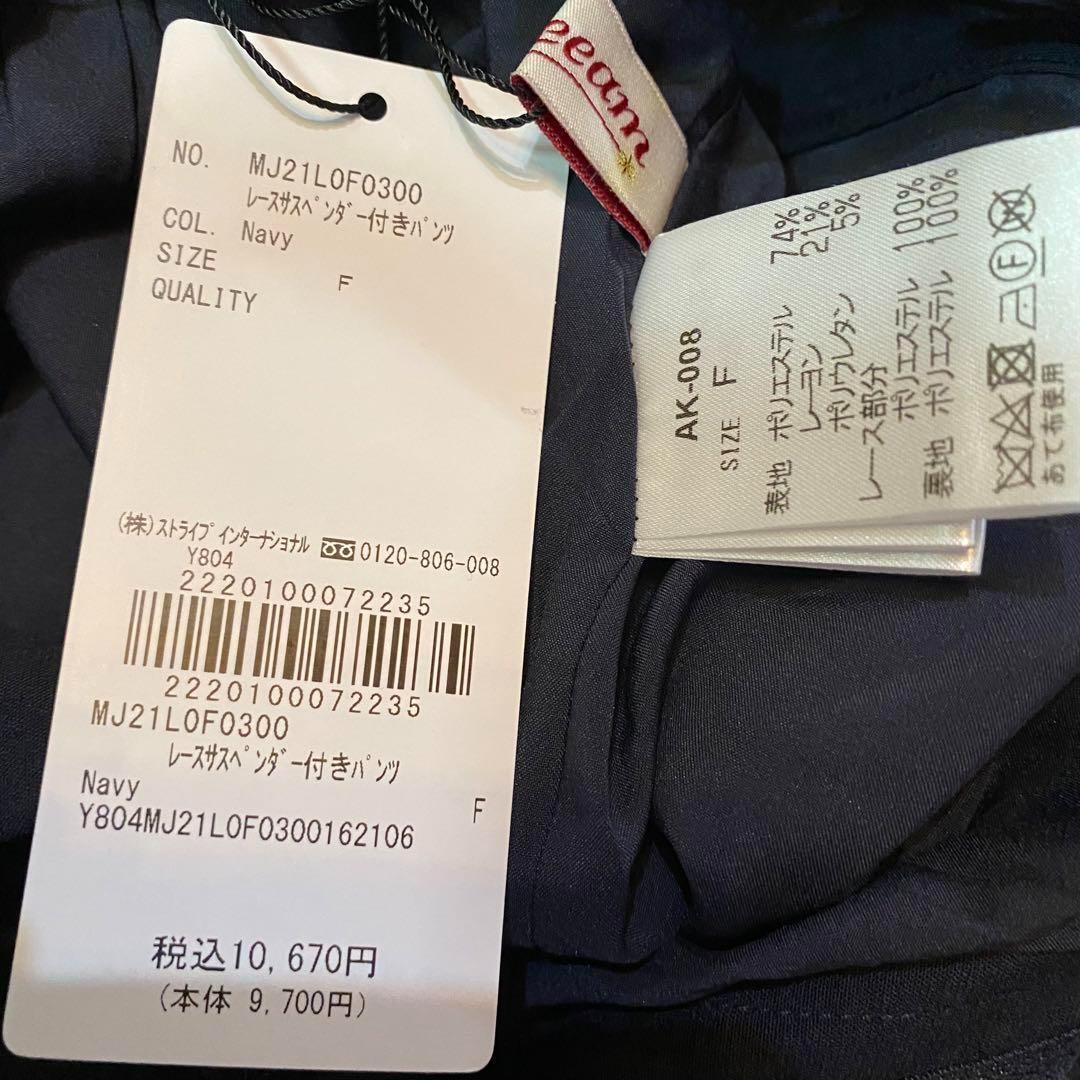 NO. MJ21L0F0300
レースサスペンダー付きパンツ
COL. Navy
SIZE F
QUALITY
(株)ストライプインターナショナル 0120-806-008
Y804
2220100072235
2220100072235
MJ21L0F0300
レースサスペンダー付きパンツ
Navy F
Y804MJ21L0F0300162106
税込10,670円
(本体 9,700円)
eeam
AK-008
SIZE F
表地 ポリエステル 74%
レーヨン 21%
ポリウレタン 5%
レース部分
ポリエステル 100%
裏地 ポリエステル 100%
F
あて布使用